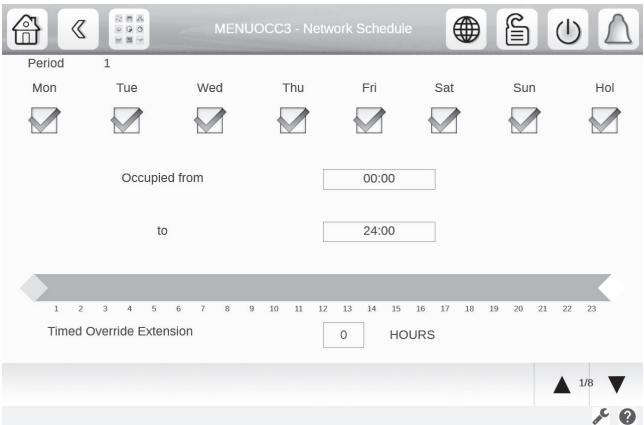 MENUOCC3 - Network Schedule
Period 1
Mon Tue Wed Thu Fri Sat Sun Hol
Occupied from 00:00
to 24:00
1 2 3 4 5 6 7 8 9 10 11 12 13 14 15 16 17 18 19 20 21 22 23
Timed Override Extension 0 HOURS
1/8
?